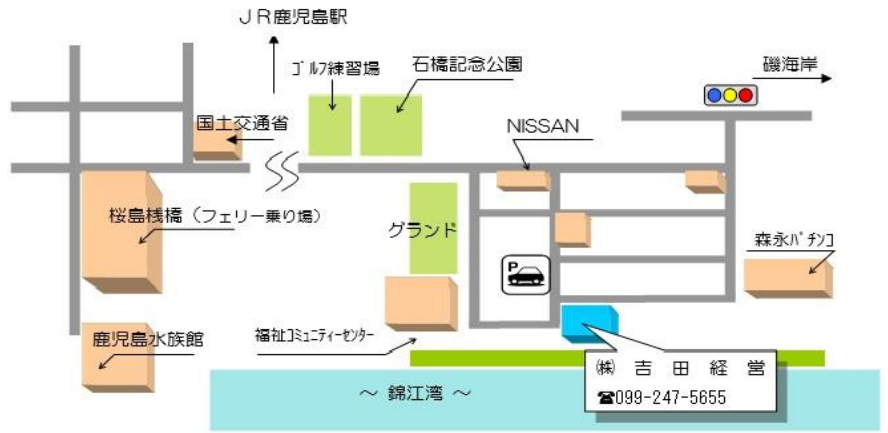 ＪＲ鹿児島駅
ｺﾞﾙﾌ練習場
石橋記念公園
磯海岸
国土交通省
NISSAN
桜島桟橋（フェリー乗り場）
グランド
森永ﾊﾟﾁﾝｺ
P
鹿児島水族館
福祉ｺﾐｭﾆﾃｨｰｾﾝﾀｰ
㈱ 吉 田 経 営
☎099-247-5655
～ 錦江湾 ～